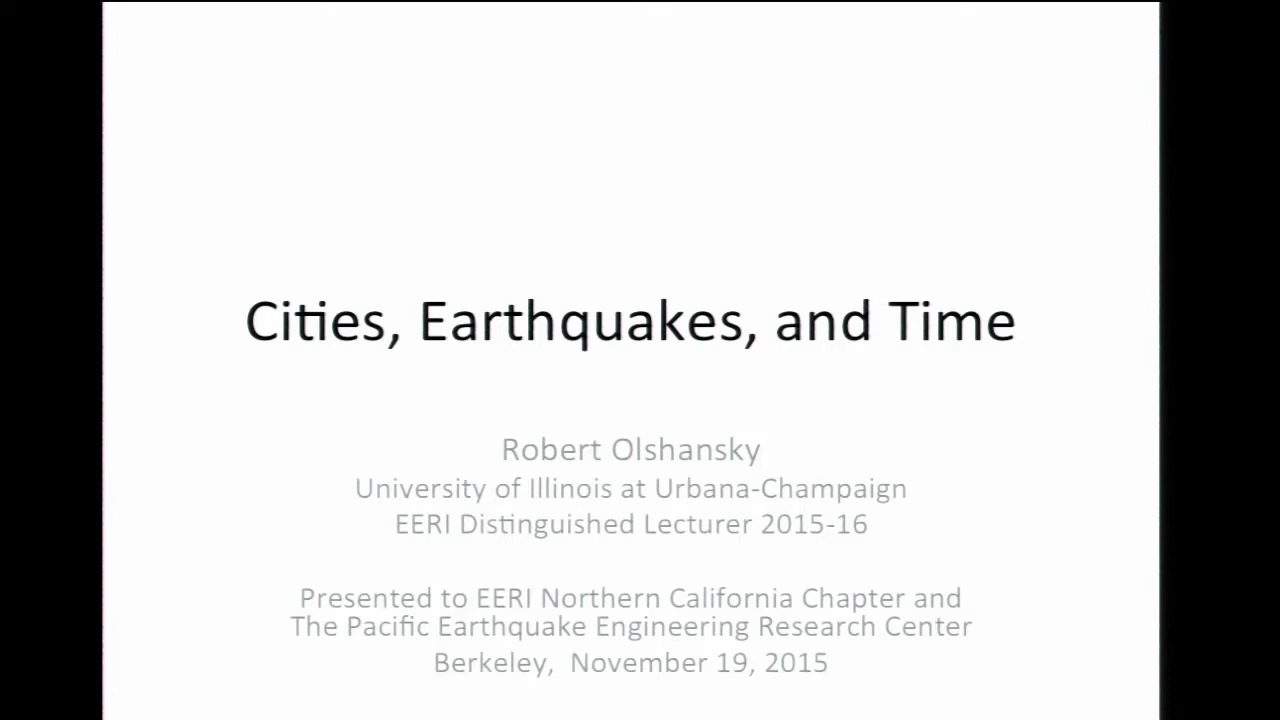 Cities, Earthquakes, and Time
Robert Olshansky
University of Illinois at Urbana-Champaign
EERI Distinguished Lecturer 2015-16
Presented to EERI Northern California Chapter and
The Pacific Earthquake Engineering Research Center
Berkeley,  November 19, 2015